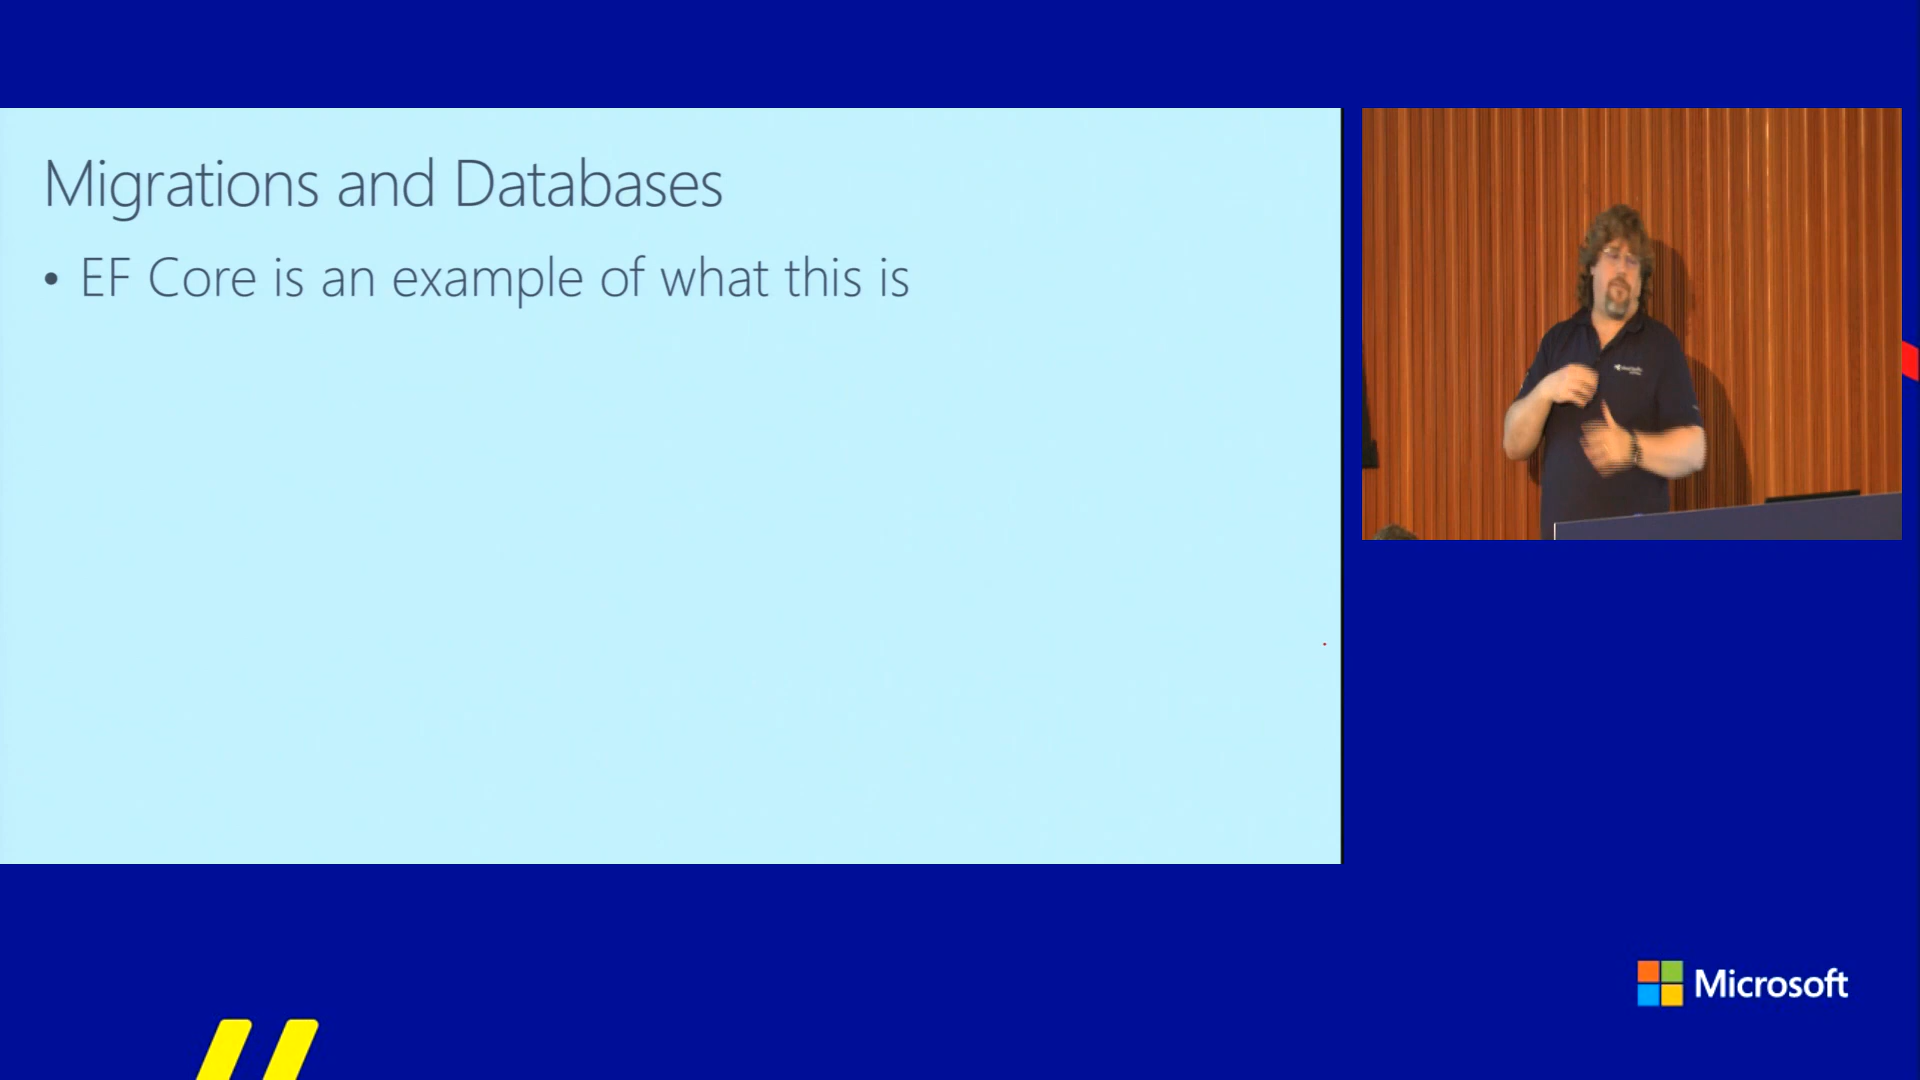 Migrations and Databases
• EF Core is an example of what this is
Microsoft